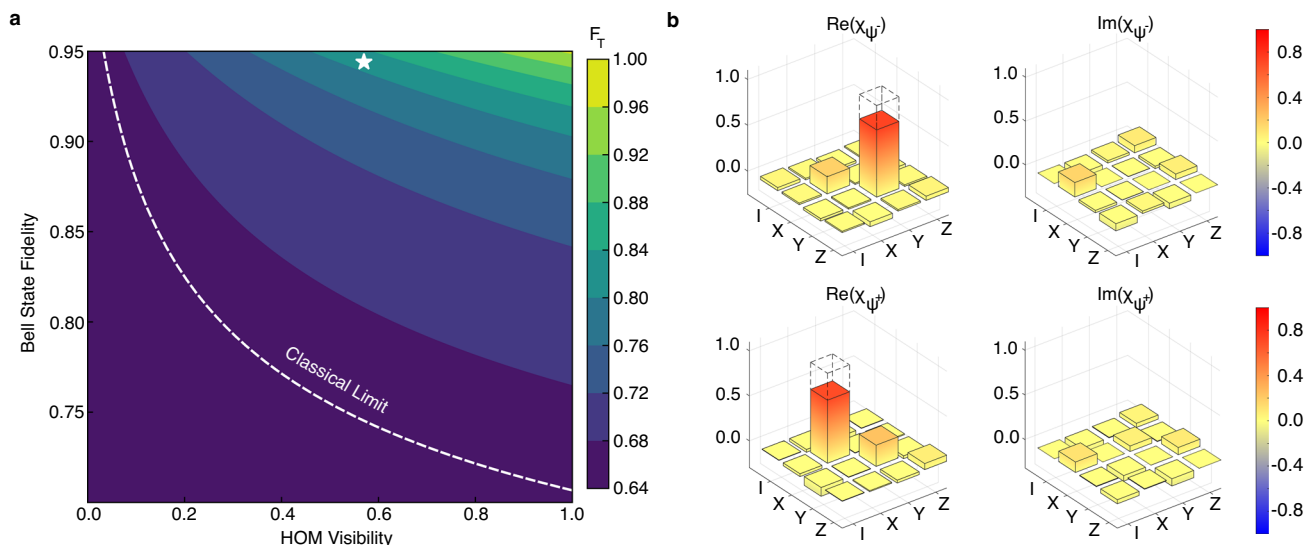 a
F_T
0.95
0.90
0.85
0.80
0.75
Bell State Fidelity
Classical Limit
0.0 0.2 0.4 0.6 0.8 1.0
HOM Visibility
1.00
0.96
0.92
0.88
0.84
0.80
0.76
0.72
0.68
0.64
b
Re(χψ-)
1.0
0.5
0.0
I X Y Z
I X Y Z
Im(χψ-)
1.0
0.5
0.0
I X Y Z
I X Y Z
0.8
0.4
0.0
-0.4
-0.8
Re(χψ+)
1.0
0.5
0.0
I X Y Z
I X Y Z
Im(χψ+)
1.0
0.5
0.0
I X Y Z
I X Y Z
0.8
0.4
0.0
-0.4
-0.8